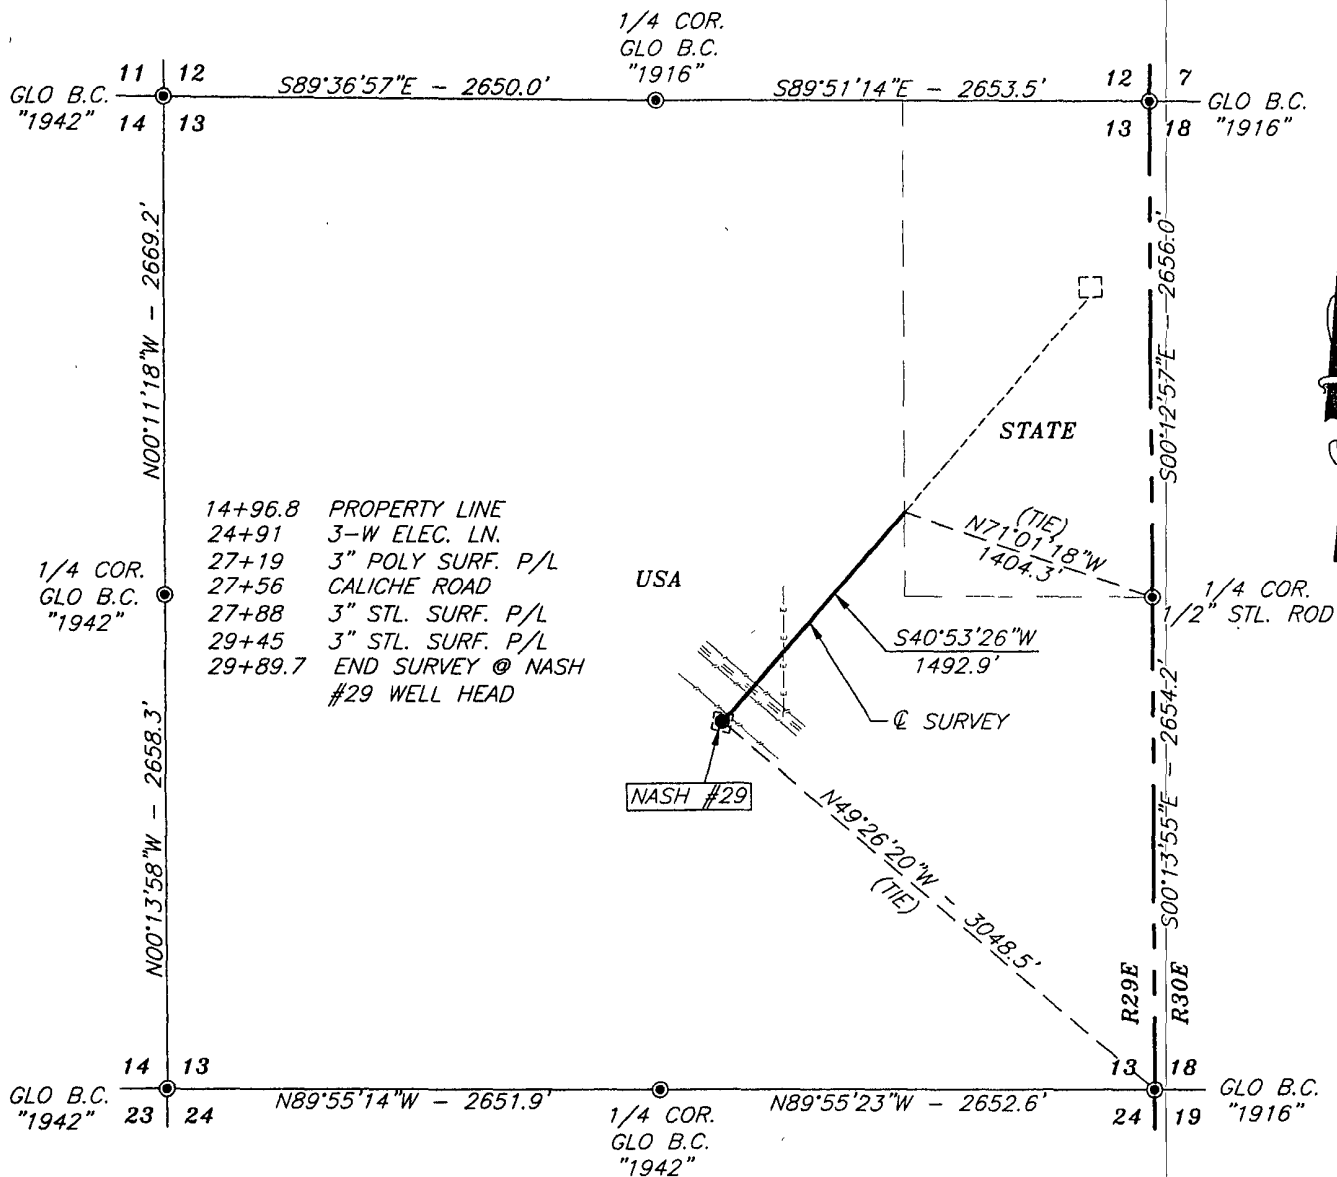 1/4 COR.
GLO B.C.
"1916"
11 12
S89°36'57"E - 2650.0'
S89°51'14"E - 2653.5'
12 7
GLO B.C.
"1942"
14 13
13 18
GLO B.C.
"1916"
N00°11'18"W - 2669.2'
S00°12'57"E - 2656.0'
STATE
14+96.8 PROPERTY LINE
24+91 3-W ELEC. LN.
27+19 3" POLY SURF. P/L
27+56 CALICHE ROAD
27+88 3" STL. SURF. P/L
29+45 3" STL. SURF. P/L
29+89.7 END SURVEY @ NASH
#29 WELL HEAD
(TIE)
N71°01'18"W
1404.3'
1/4 COR.
GLO B.C.
"1942"
USA
1/4 COR.
1/2" STL. ROD
S40°53'26"W
1492.9'
℄ SURVEY
E
E
E
NASH #29
N00°13'58"W - 2658.3'
S00°13'55"E - 2654.2'
N49°26'20"W - 3048.5'
(TIE)
R29E
R30E
14 13
13 18
GLO B.C.
"1942"
23 24
N89°55'14"W - 2651.9'
N89°55'23"W - 2652.6'
24 19
GLO B.C.
"1916"
1/4 COR.
GLO B.C.
"1942"